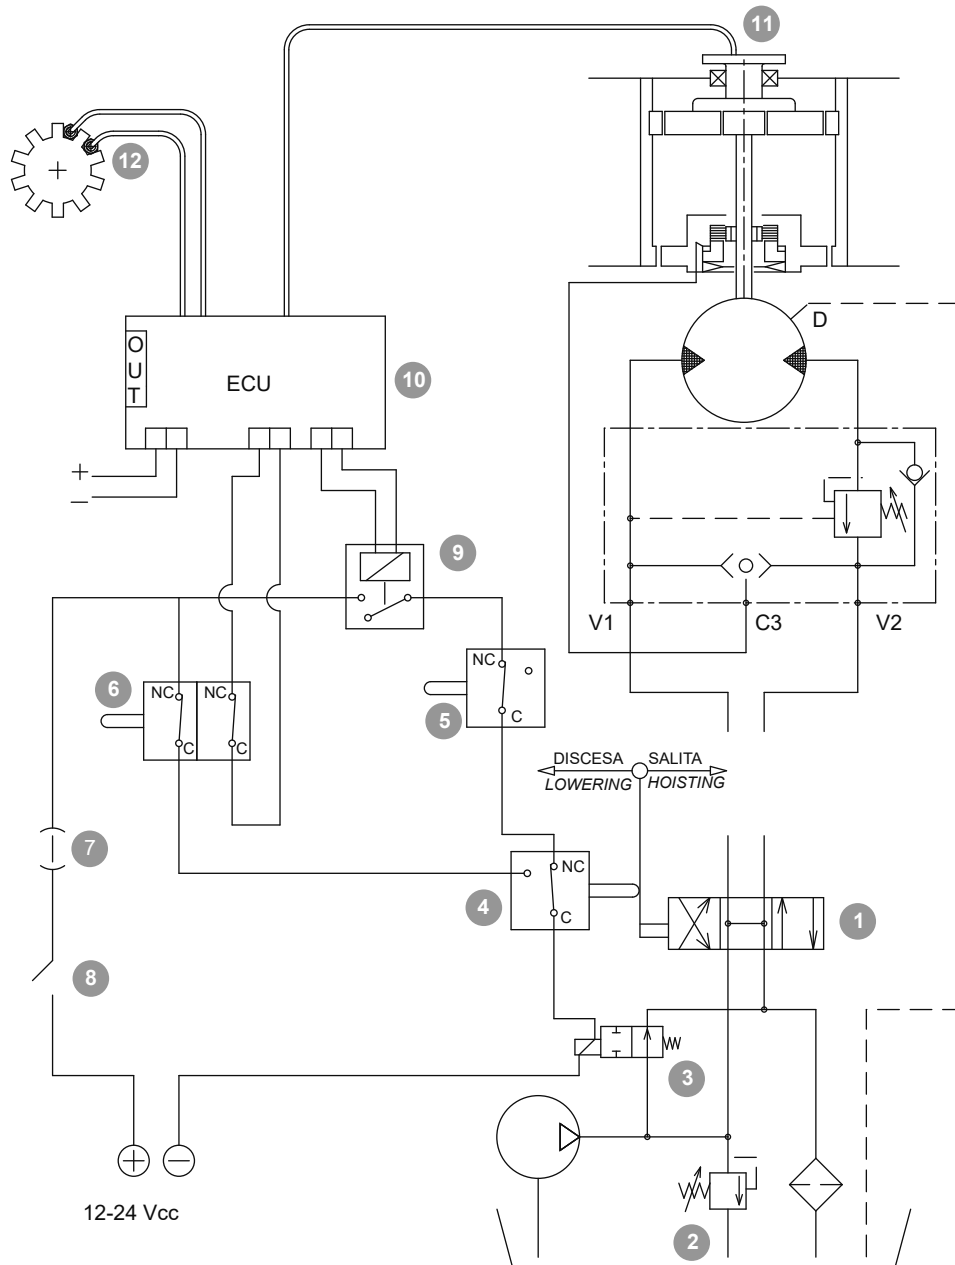 11
12
D
OUT
ECU
10
+
−
9
V1
C3
V2
6
NC
NC
C
C
NC
5
C
DISCESA
SALITA
LOWERING
HOISTING
7
NC
4
C
1
8
3
+
−
12-24 Vcc
2